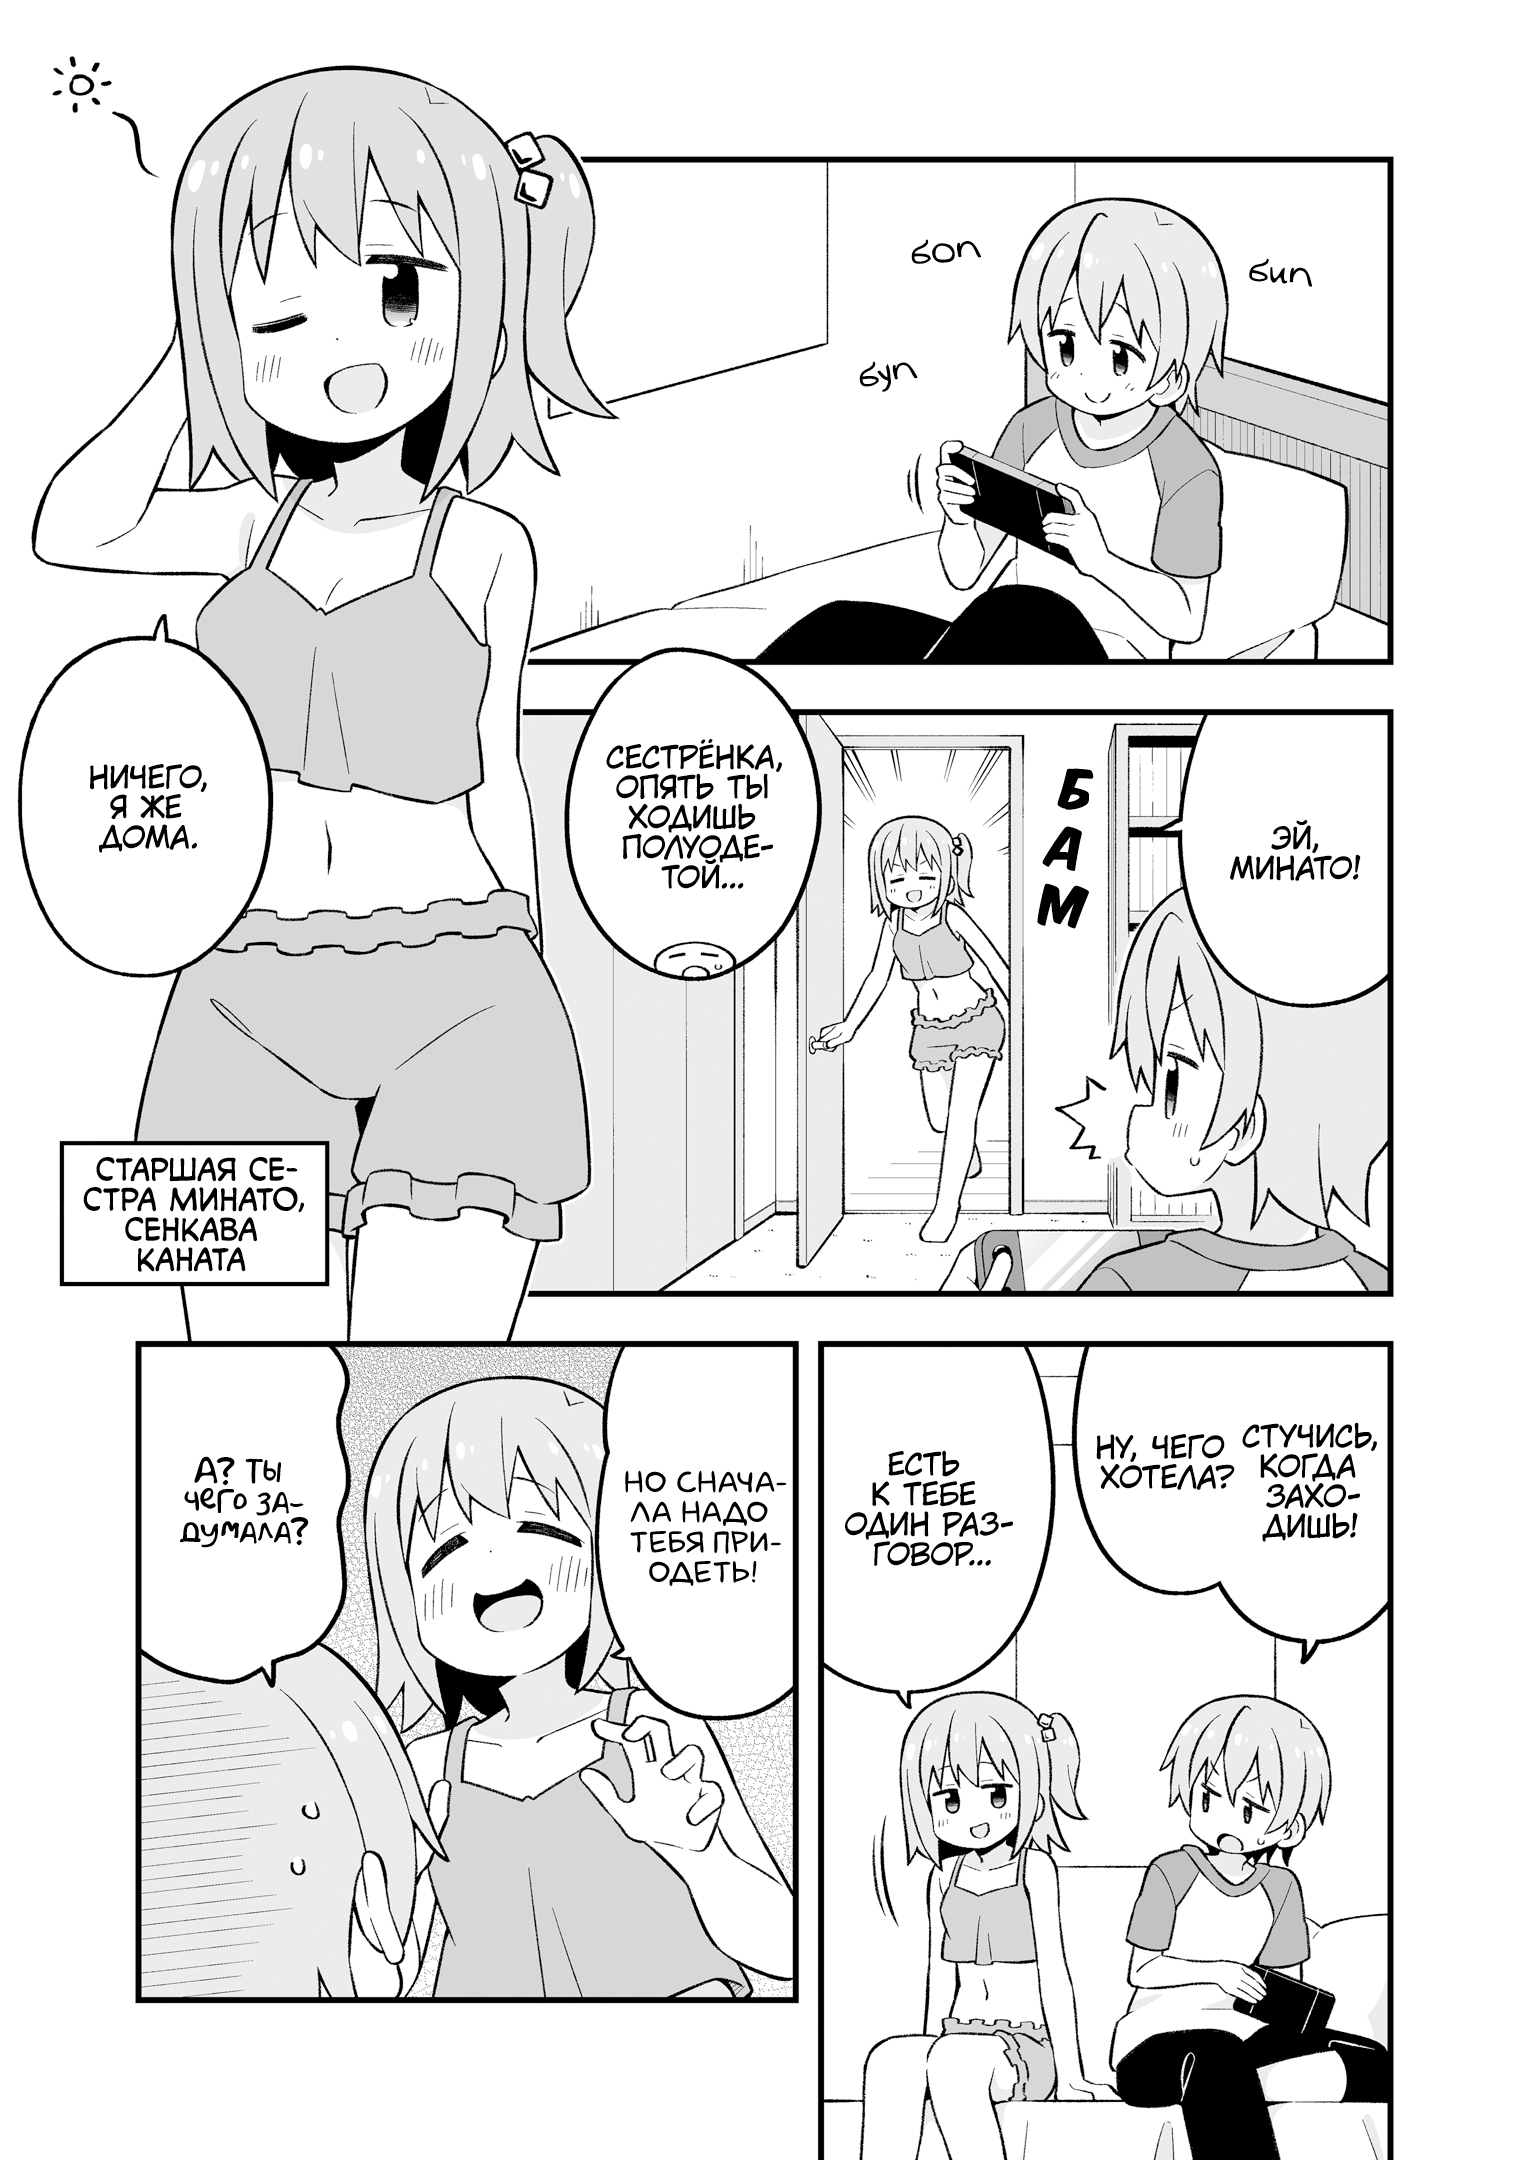 бип
боп
буп
ЭЙ,
МИНАТО!
БАМ
СЕСТРЁНКА,
ОПЯТЬ ТЫ
ХОДИШЬ
ПОЛУОДЕ-
ТОЙ...
НИЧЕГО,
Я ЖЕ
ДОМА.
СТАРШАЯ СЕ-
СТРА МИНАТО,
СЕНКАВА
КАНАТА
СТУЧИСЬ,
КОГДА
ЗАХО-
ДИШЬ!
НУ, ЧЕГО
ХОТЕЛА?
ЕСТЬ
К ТЕБЕ
ОДИН РАЗ-
ГОВОР...
НО СНАЧА-
ЛА НАДО
ТЕБЯ ПРИ-
ОДЕТЬ!
А? ТЫ
чего ЗА-
ДУМАЛА?